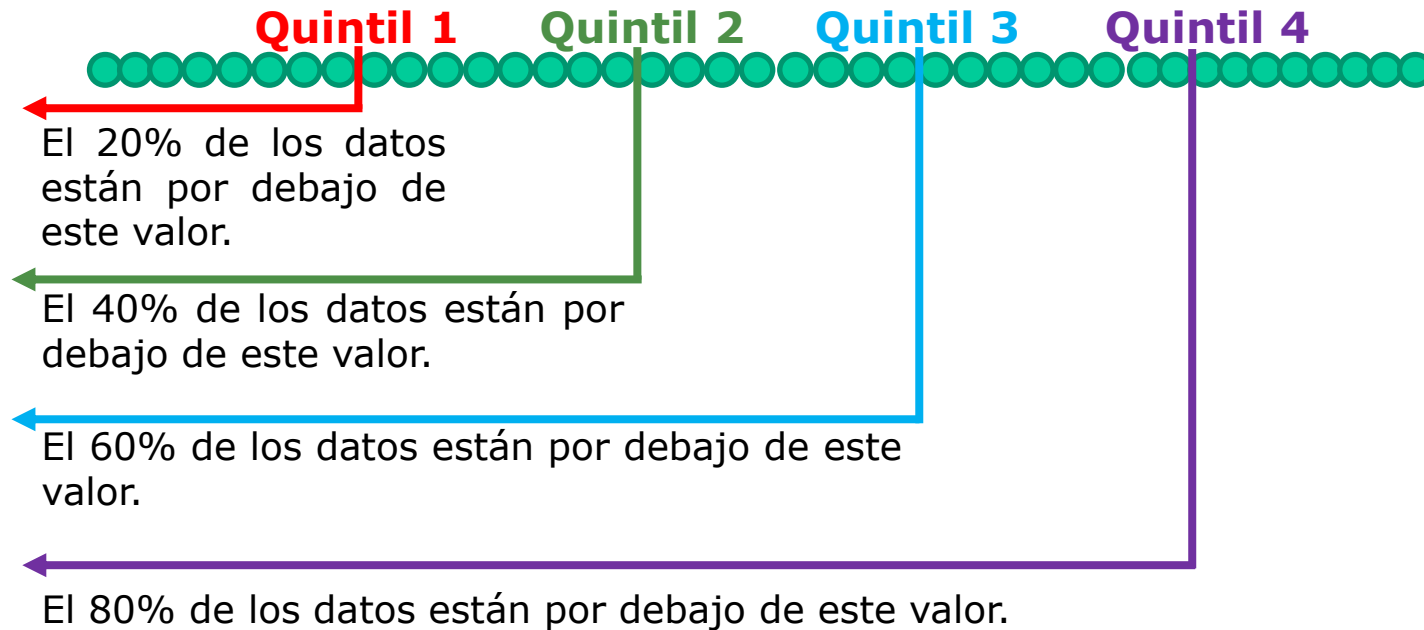 Quintil 1 Quintil 2 Quintil 3 Quintil 4
El 20% de los datos
están por debajo de
este valor.
El 40% de los datos están por
debajo de este valor.
El 60% de los datos están por debajo de este
valor.
El 80% de los datos están por debajo de este valor.